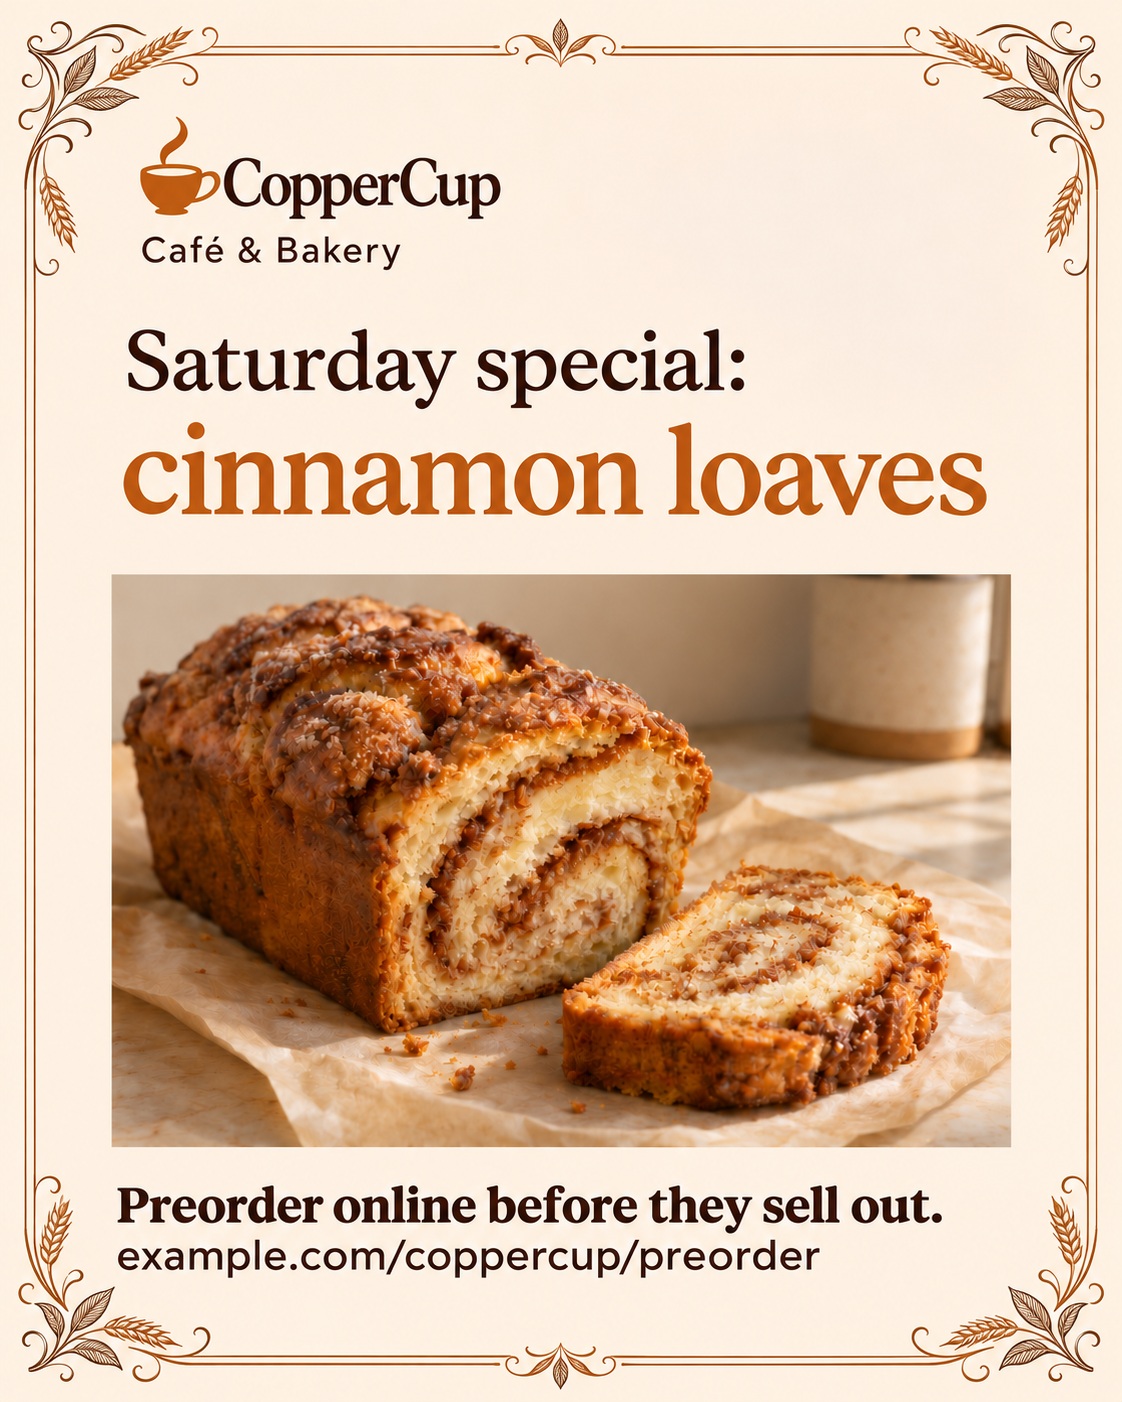 CopperCup
Café & Bakery
Saturday special:
cinnamon loaves
Preorder online before they sell out.
example.com/coppercup/preorder